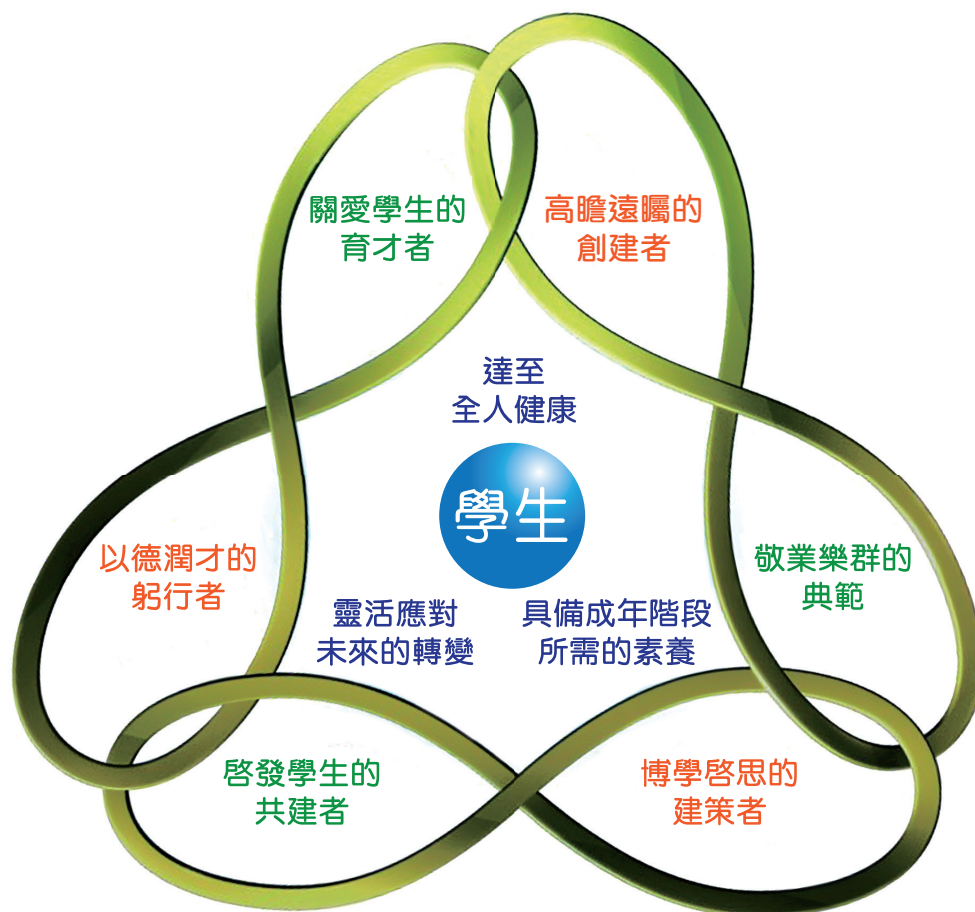 關愛學生的
育才者
高瞻遠矚的
創建者
達至
全人健康
學生
以德潤才的
躬行者
敬業樂群的
典範
靈活應對
未來的轉變
具備成年階段
所需的素養
啓發學生的
共建者
博學啓思的
建策者